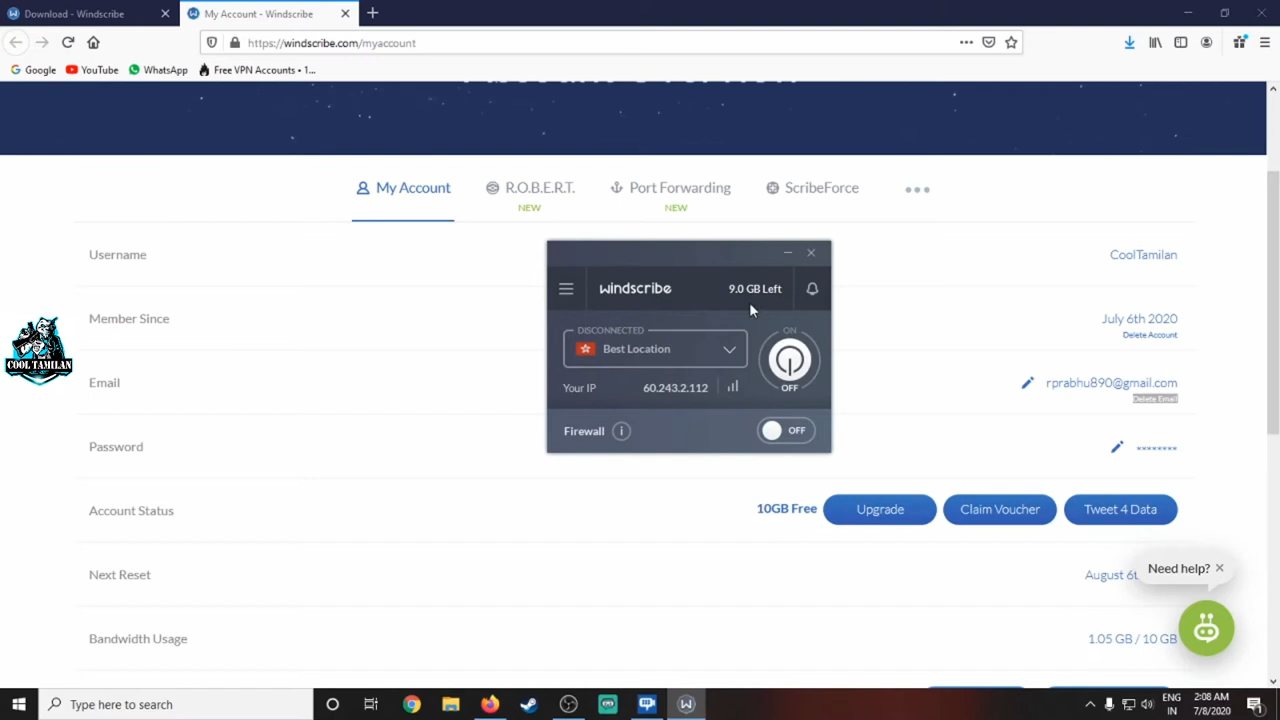 Download - Windscribe
My Account - Windscribe
https://windscribe.com/myaccount
Google YouTube WhatsApp Free VPN Accounts • 1...
My Account R.O.B.E.R.T. Port Forwarding ScribeForce
NEW NEW
Username CoolTamilan
Member Since July 6th 2020
Delete Account
Email rprabhu890@gmail.com
Delete Email
Password ********
Account Status 10GB Free Upgrade Claim Voucher Tweet 4 Data
Next Reset August 6t
Bandwidth Usage 1.05 GB / 10 GB
windscribe 9.0 GB Left
DISCONNECTED
Best Location
ON
OFF
Your IP 60.243.2.112
Firewall i OFF
Need help?
COOL TAMILAN
Type here to search
ENG
IN
2:08 AM
7/8/2020
1